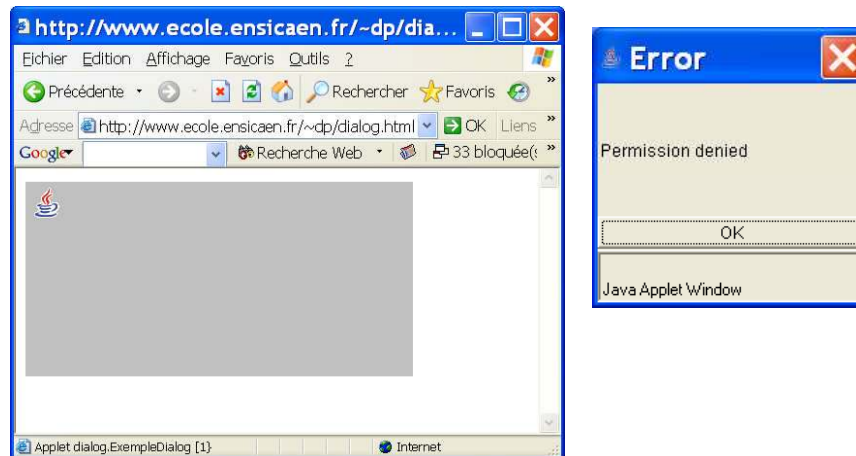 http://www.ecole.ensicaen.fr/~dp/dia...
Fichier Edition Affichage Favoris Outils ?
Précédente Rechercher Favoris »
Adresse http://www.ecole.ensicaen.fr/~dp/dialog.html OK Liens »
Google Recherche Web 33 bloquée(s »
Applet dialog.ExempleDialog [1} Internet
Error
Permission denied
OK
Java Applet Window